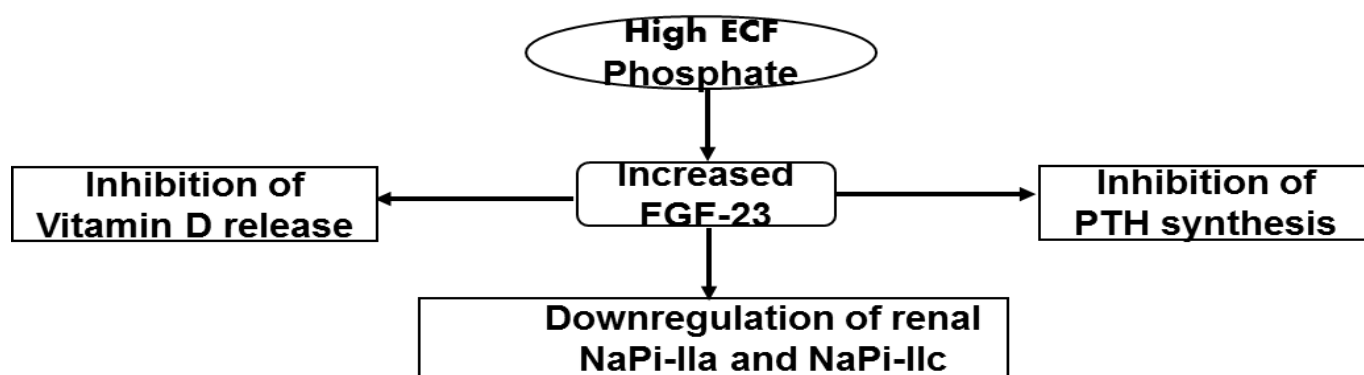 High ECF
Phosphate
Inhibition of
Vitamin D release
Increased
FGF-23
Inhibition of
PTH synthesis
Downregulation of renal
NaPi-IIa and NaPi-IIc